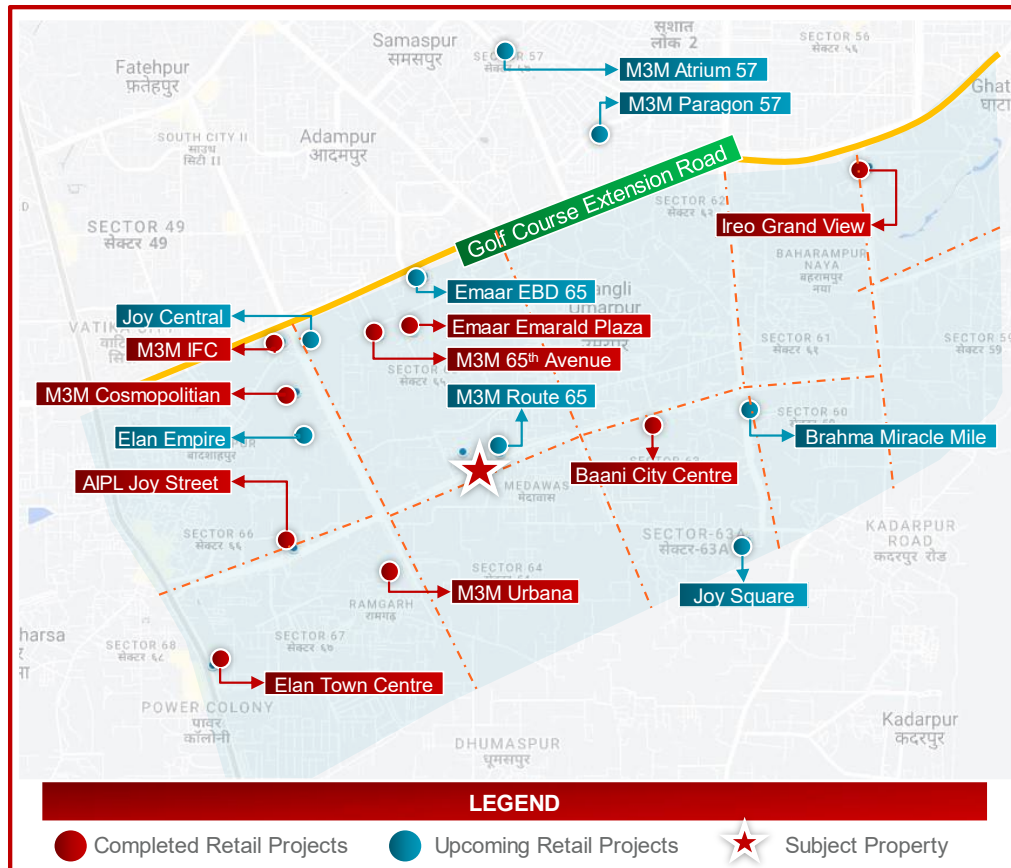 SECTOR 56
सेक्टर ५६
सुशांत
लोक 2
Samaspur
समसपुर
SECTOR 57
Fatehpur
फ़तेहपुर
M3M Atrium 57
M3M Paragon 57
Ghat
घाटा
SOUTH CITY II
साउथ
सिटी II
Adampur
आदमपुर
Golf Course Extension Road
SECTOR 62
सेक्टर ६२
SECTOR 49
सेक्टर 49
Ireo Grand View
BAHARAMPUR
NAYA
बहरामपुर
नया
Emaar EBD 65
Joy Central
Emaar Emarald Plaza
M3M IFC
M3M 65th Avenue
SECTOR 61
सेक्टर ६१
SECTOR 59
सेक्टर 59
M3M Cosmopolitian
M3M Route 65
SECTOR 60
Elan Empire
बादशाहपुर
Brahma Miracle Mile
AIPL Joy Street
Baani City Centre
MEDAWAS
मेदावास
SECTOR 66
सेक्टर ६६
SECTOR-63A
सेक्टर-63A
KADARPUR
ROAD
कदरपुर रोड
SECTOR 64
M3M Urbana
Joy Square
RAMGARH
रामगढ़
harsa
SECTOR 68
सेक्टर ६८
SECTOR 67
सेक्टर ६७
Elan Town Centre
POWER COLONY
पावर
कॉलोनी
Kadarpur
कदरपुर
DHUMASPUR
धूमसपुर
LEGEND
Completed Retail Projects
Upcoming Retail Projects
Subject Property